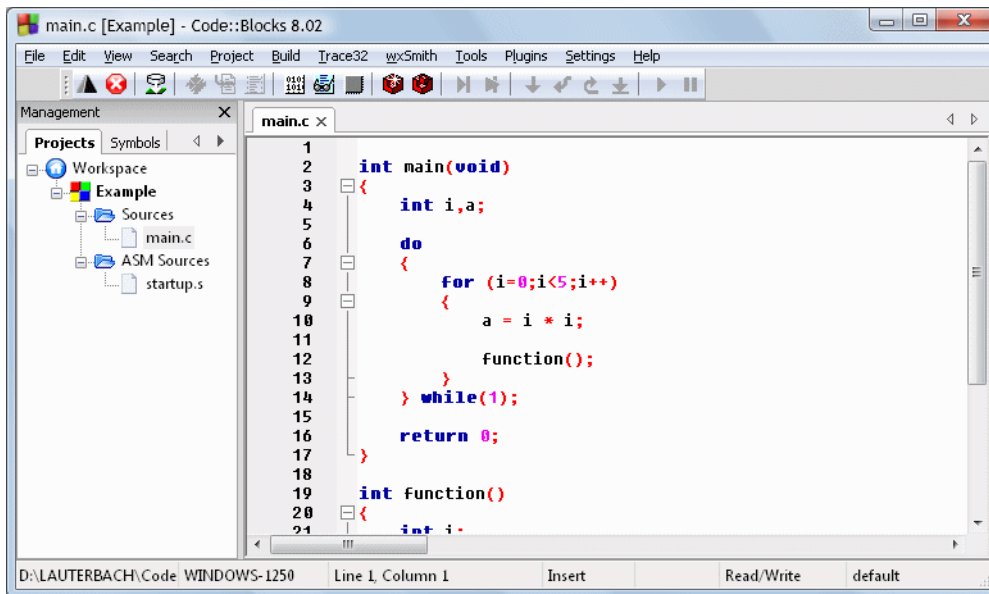 main.c [Example] - Code::Blocks 8.02
File Edit View Search Project Build Trace32 wxSmith Tools Plugins Settings Help
Management
Projects Symbols
Workspace
Example
Sources
main.c
ASM Sources
startup.s
main.c
1
2 int main(void)
3 {
4 int i,a;
5
6 do
7 {
8 for (i=0;i<5;i++)
9 {
10 a = i * i;
11
12 function();
13 }
14 } while(1);
15
16 return 0;
17 }
18
19 int function()
20 {
21 int i;
D:\LAUTERBACH\Code WINDOWS-1250 Line 1, Column 1 Insert Read/Write default